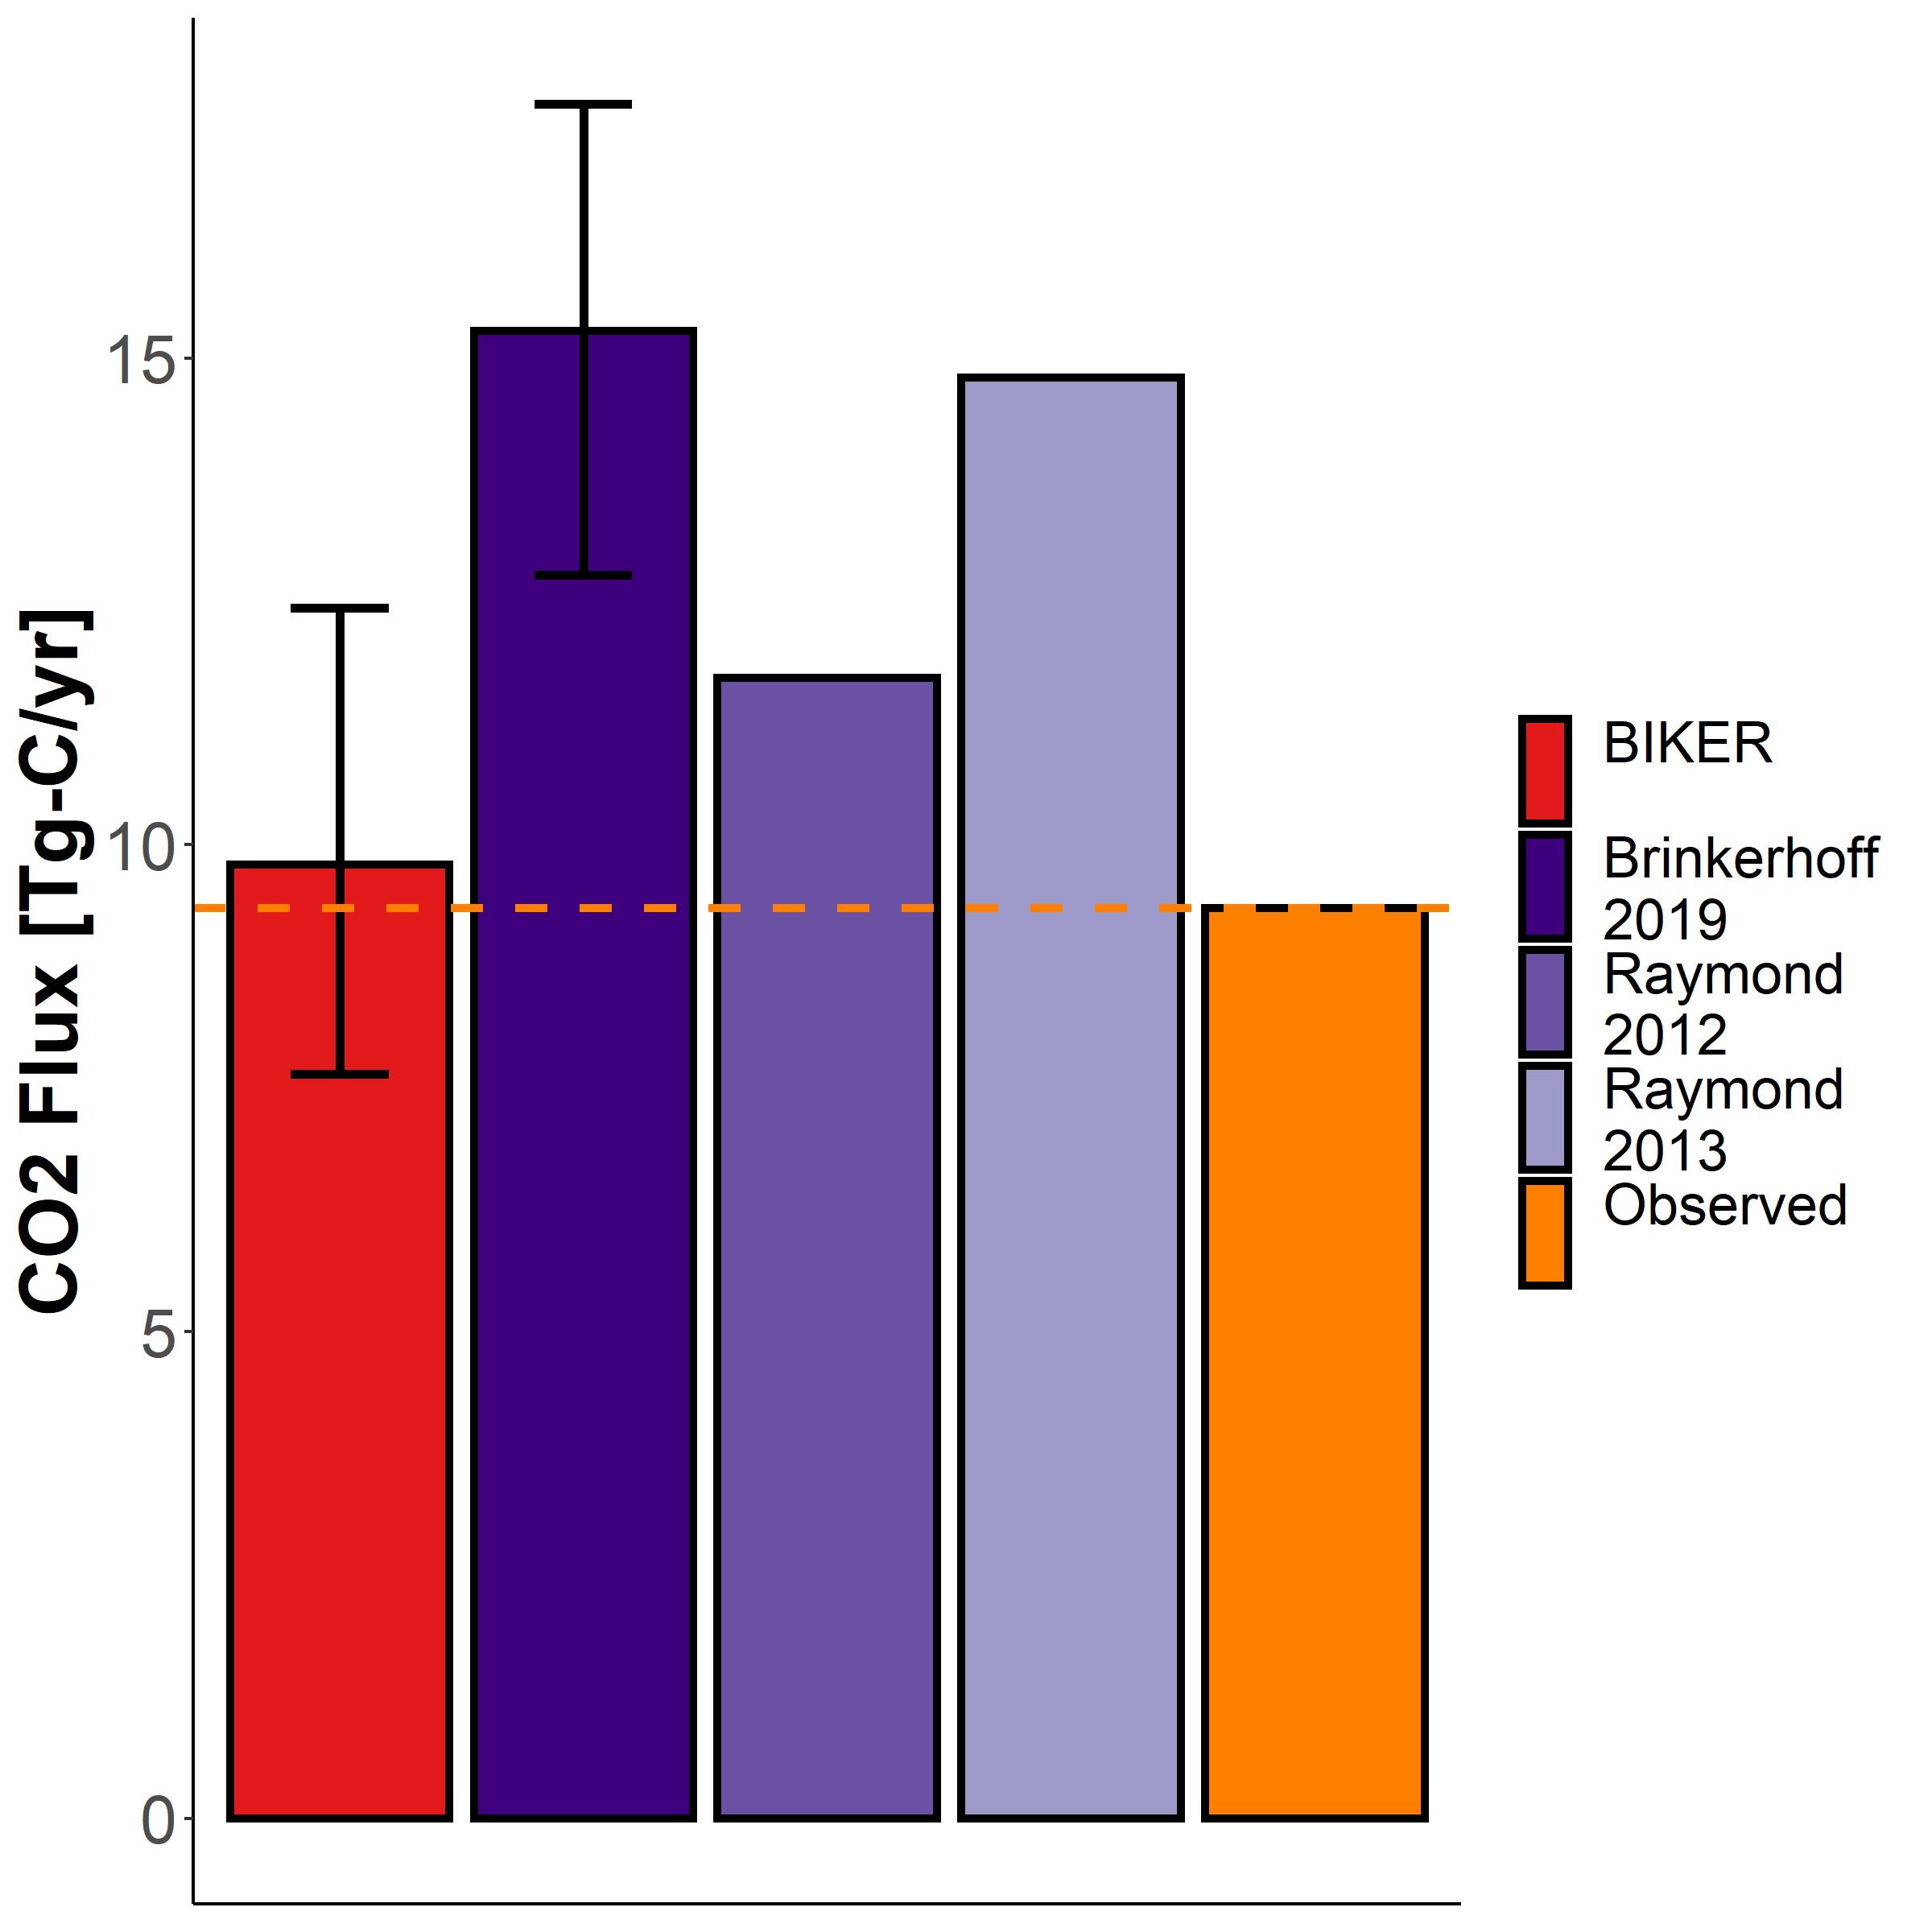 CO2 Flux [Tg-C/yr]
15
10
5
0
BIKER
Brinkerhoff
2019
Raymond
2012
Raymond
2013
Observed